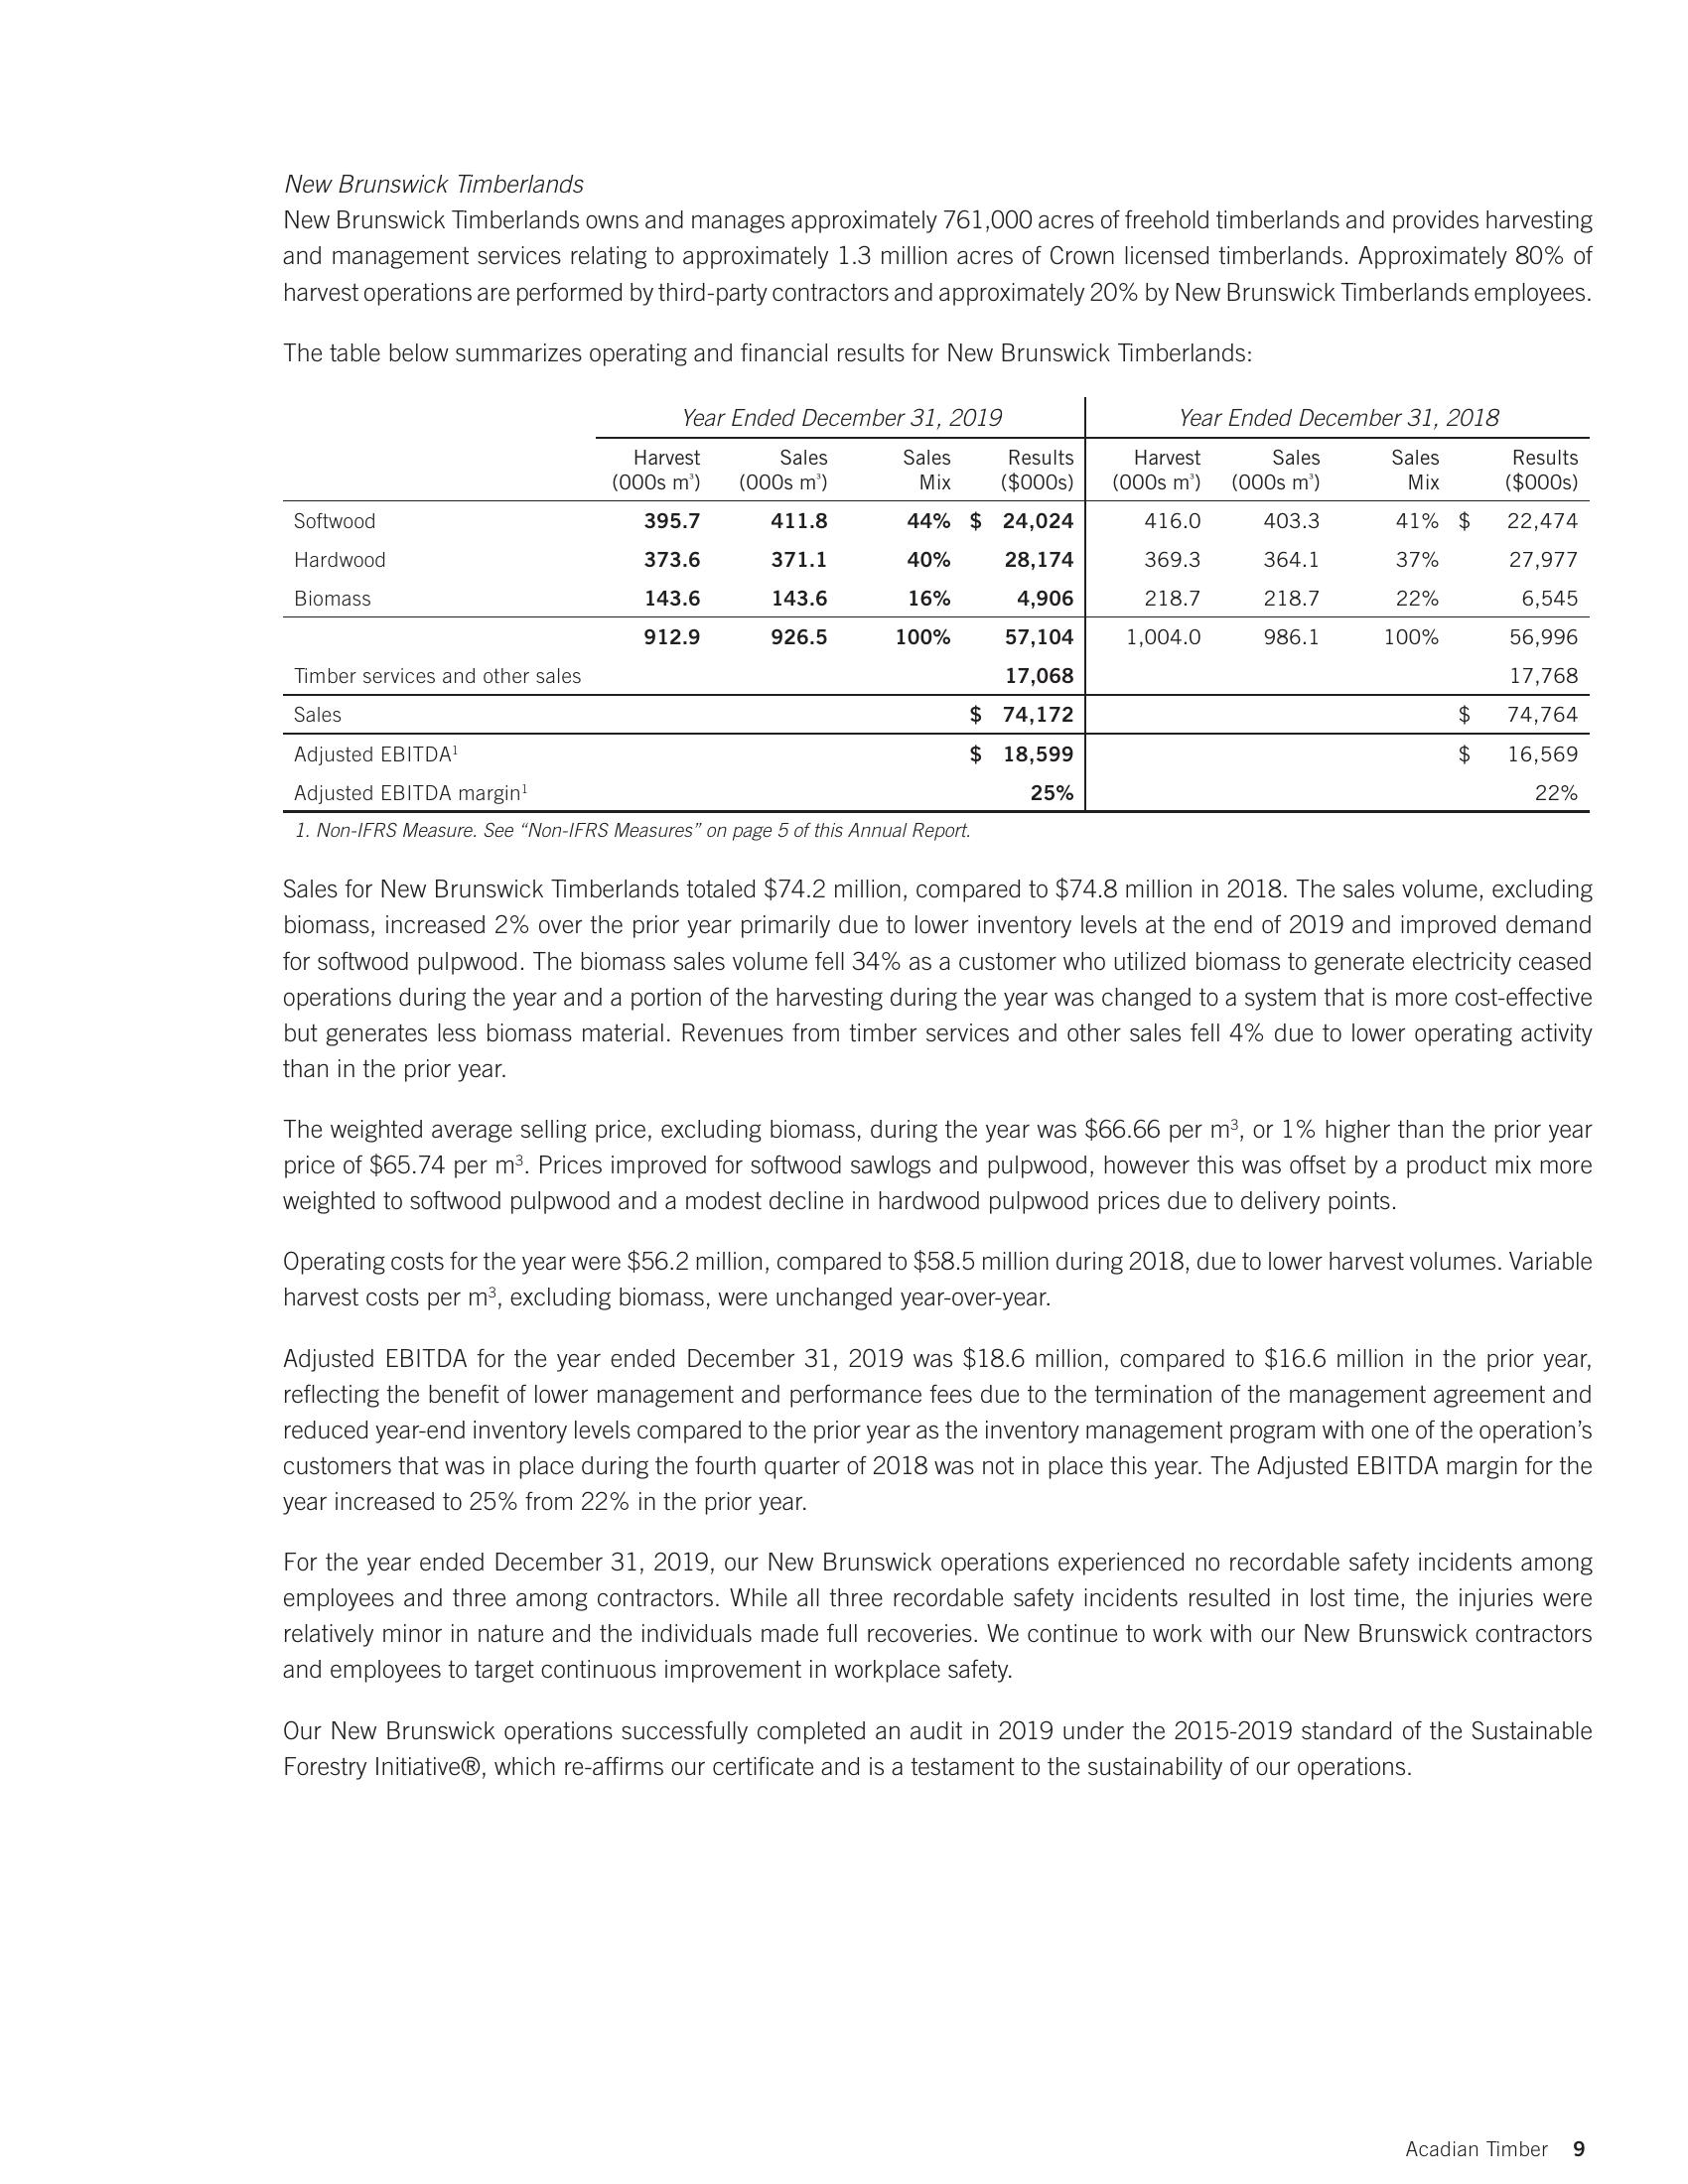 New Brunswick Timberlands
New Brunswick Timberlands owns and manages approximately 761,000 acres of freehold timberlands and provides harvesting
and management services relating to approximately 1.3 million acres of Crown licensed timberlands. Approximately 80% of
harvest operations are performed by third-party contractors and approximately 20% by New Brunswick Timberlands employees.
The table below summarizes operating and financial results for New Brunswick Timberlands:
Year Ended December 31, 2019 Year Ended December 31, 2018
Harvest Sales Sales Results Harvest Sales Sales Results
(000s m³) (000s m³) Mix ($000s) (000s m³) (000s m³) Mix ($000s)
Softwood 395.7 411.8 44% $ 24,024 416.0 403.3 41% $ 22,474
Hardwood 373.6 371.1 40% 28,174 369.3 364.1 37% 27,977
Biomass 143.6 143.6 16% 4,906 218.7 218.7 22% 6,545
912.9 926.5 100% 57,104 1,004.0 986.1 100% 56,996
Timber services and other sales 17,068 17,768
Sales $ 74,172 $ 74,764
Adjusted EBITDA¹ $ 18,599 $ 16,569
Adjusted EBITDA margin¹ 25% 22%
1. Non-IFRS Measure. See “Non-IFRS Measures” on page 5 of this Annual Report.
Sales for New Brunswick Timberlands totaled $74.2 million, compared to $74.8 million in 2018. The sales volume, excluding
biomass, increased 2% over the prior year primarily due to lower inventory levels at the end of 2019 and improved demand
for softwood pulpwood. The biomass sales volume fell 34% as a customer who utilized biomass to generate electricity ceased
operations during the year and a portion of the harvesting during the year was changed to a system that is more cost-effective
but generates less biomass material. Revenues from timber services and other sales fell 4% due to lower operating activity
than in the prior year.
The weighted average selling price, excluding biomass, during the year was $66.66 per m³, or 1% higher than the prior year
price of $65.74 per m³. Prices improved for softwood sawlogs and pulpwood, however this was offset by a product mix more
weighted to softwood pulpwood and a modest decline in hardwood pulpwood prices due to delivery points.
Operating costs for the year were $56.2 million, compared to $58.5 million during 2018, due to lower harvest volumes. Variable
harvest costs per m³, excluding biomass, were unchanged year-over-year.
Adjusted EBITDA for the year ended December 31, 2019 was $18.6 million, compared to $16.6 million in the prior year,
reflecting the benefit of lower management and performance fees due to the termination of the management agreement and
reduced year-end inventory levels compared to the prior year as the inventory management program with one of the operation’s
customers that was in place during the fourth quarter of 2018 was not in place this year. The Adjusted EBITDA margin for the
year increased to 25% from 22% in the prior year.
For the year ended December 31, 2019, our New Brunswick operations experienced no recordable safety incidents among
employees and three among contractors. While all three recordable safety incidents resulted in lost time, the injuries were
relatively minor in nature and the individuals made full recoveries. We continue to work with our New Brunswick contractors
and employees to target continuous improvement in workplace safety.
Our New Brunswick operations successfully completed an audit in 2019 under the 2015-2019 standard of the Sustainable
Forestry Initiative®, which re-affirms our certificate and is a testament to the sustainability of our operations.
Acadian Timber 9